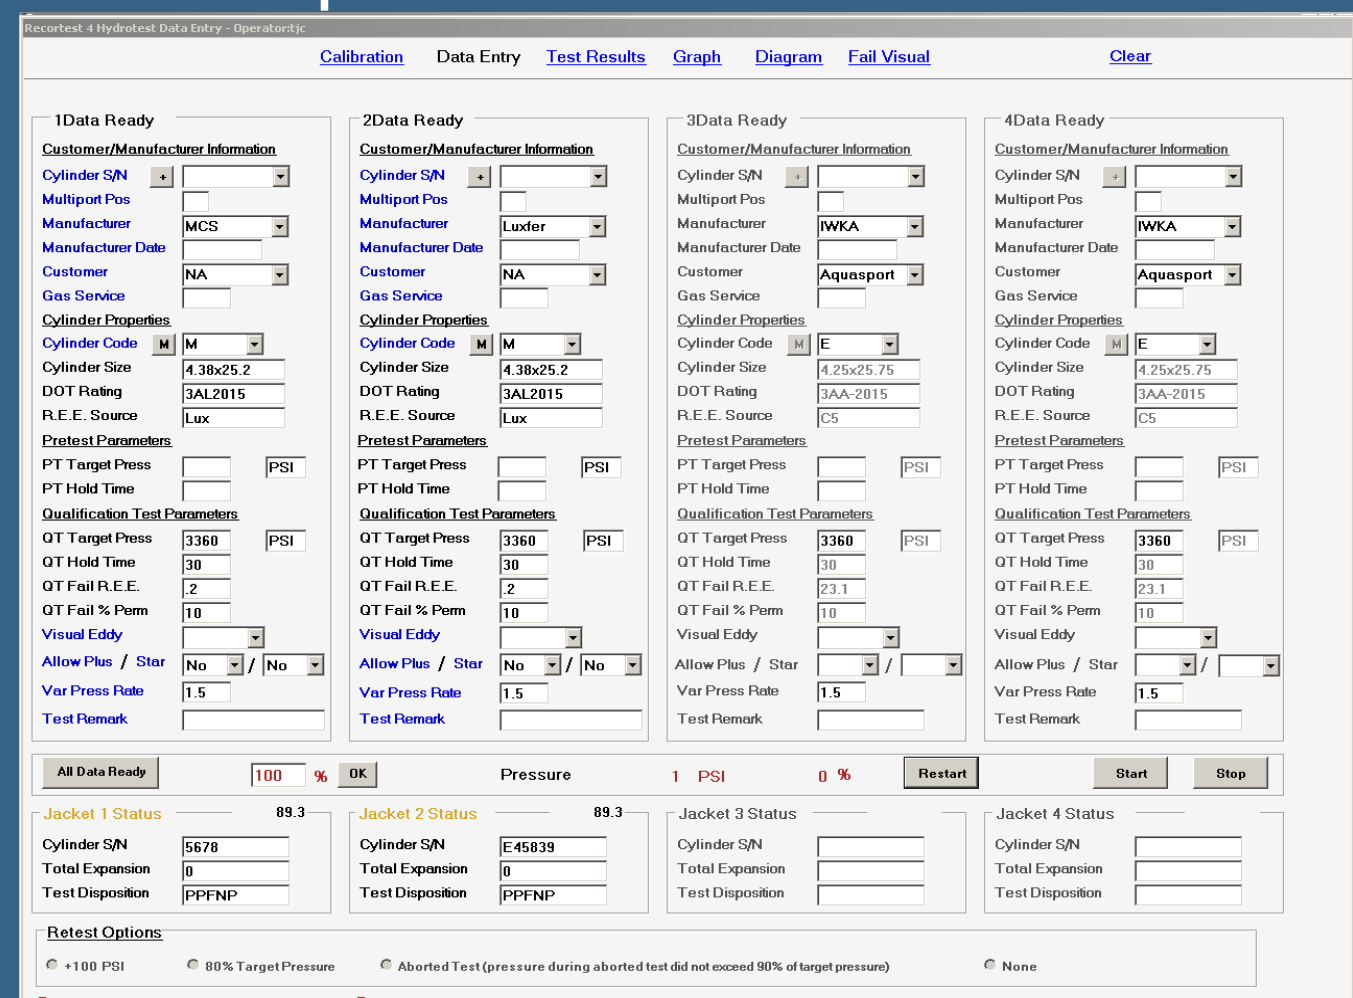 Recortest 4 Hydrotest Data Entry - Operator:tjc
Calibration Data Entry Test Results Graph Diagram Fail Visual Clear
1Data Ready 2Data Ready 3Data Ready 4Data Ready
Customer/Manufacturer Information Customer/Manufacturer Information Customer/Manufacturer Information Customer/Manufacturer Information
Cylinder S/N + Cylinder S/N + Cylinder S/N + Cylinder S/N +
Multiport Pos Multiport Pos Multiport Pos Multiport Pos
Manufacturer MCS Manufacturer Luxfer Manufacturer IWKA Manufacturer IWKA
Manufacturer Date Manufacturer Date Manufacturer Date Manufacturer Date
Customer NA Customer NA Customer Aquasport Customer Aquasport
Gas Service Gas Service Gas Service Gas Service
Cylinder Properties Cylinder Properties Cylinder Properties Cylinder Properties
Cylinder Code M M Cylinder Code M M Cylinder Code M E Cylinder Code M E
Cylinder Size 4.38x25.2 Cylinder Size 4.38x25.2 Cylinder Size 4.25x25.75 Cylinder Size 4.25x25.75
DOT Rating 3AL2015 DOT Rating 3AL2015 DOT Rating 3AA-2015 DOT Rating 3AA-2015
R.E.E. Source Lux R.E.E. Source Lux R.E.E. Source C5 R.E.E. Source C5
Pretest Parameters Pretest Parameters Pretest Parameters Pretest Parameters
PT Target Press PSI PT Target Press PSI PT Target Press PSI PT Target Press PSI
PT Hold Time PT Hold Time PT Hold Time PT Hold Time
Qualification Test Parameters Qualification Test Parameters Qualification Test Parameters Qualification Test Parameters
QT Target Press 3360 PSI QT Target Press 3360 PSI QT Target Press 3360 PSI QT Target Press 3360 PSI
QT Hold Time 30 QT Hold Time 30 QT Hold Time 30 QT Hold Time 30
QT Fail R.E.E. .2 QT Fail R.E.E. .2 QT Fail R.E.E. 23.1 QT Fail R.E.E. 23.1
QT Fail % Perm 10 QT Fail % Perm 10 QT Fail % Perm 10 QT Fail % Perm 10
Visual Eddy Visual Eddy Visual Eddy Visual Eddy
Allow Plus / Star No / No Allow Plus / Star No / No Allow Plus / Star / Allow Plus / Star /
Var Press Rate 1.5 Var Press Rate 1.5 Var Press Rate 1.5 Var Press Rate 1.5
Test Remark Test Remark Test Remark Test Remark
All Data Ready 100 % OK Pressure 1 PSI 0 % Restart Start Stop
Jacket 1 Status 89.3 Jacket 2 Status 89.3 Jacket 3 Status Jacket 4 Status
Cylinder S/N 5678 Cylinder S/N E45839 Cylinder S/N Cylinder S/N
Total Expansion 0 Total Expansion 0 Total Expansion Total Expansion
Test Disposition PPFNP Test Disposition PPFNP Test Disposition Test Disposition
Retest Options
+100 PSI 80% Target Pressure Aborted Test (pressure during aborted test did not exceed 90% of target pressure) None